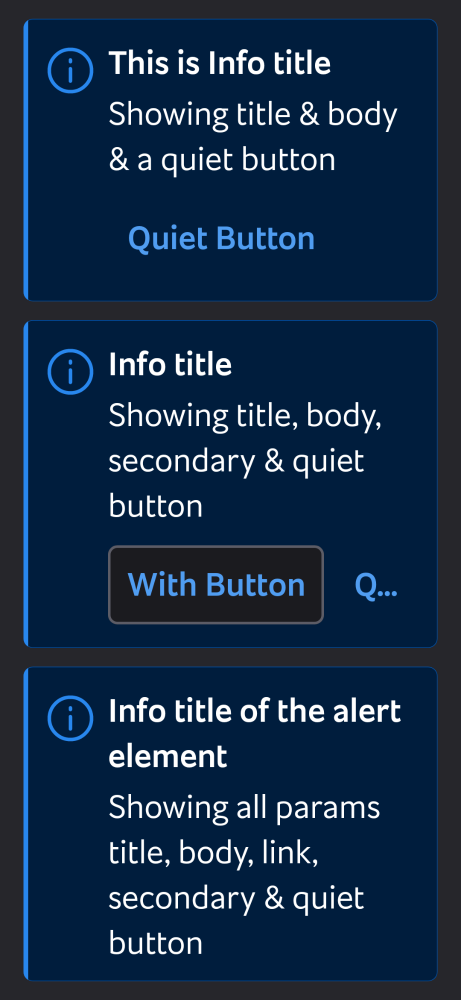 This is Info title
Showing title & body
& a quiet button
Quiet Button
Info title
Showing title, body,
secondary & quiet
button
With Button
Q...
Info title of the alert
element
Showing all params
title, body, link,
secondary & quiet
button